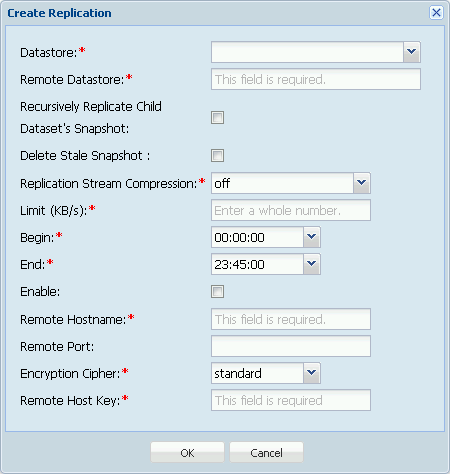 Create Replication
Datastore:*
Remote Datastore:* This field is required.
Recursively Replicate Child
Dataset's Snapshot:
Delete Stale Snapshot :
Replication Stream Compression:* off
Limit (KB/s):* Enter a whole number.
Begin:* 00:00:00
End:* 23:45:00
Enable:
Remote Hostname:* This field is required.
Remote Port:
Encryption Cipher:* standard
Remote Host Key:* This field is required
OK Cancel